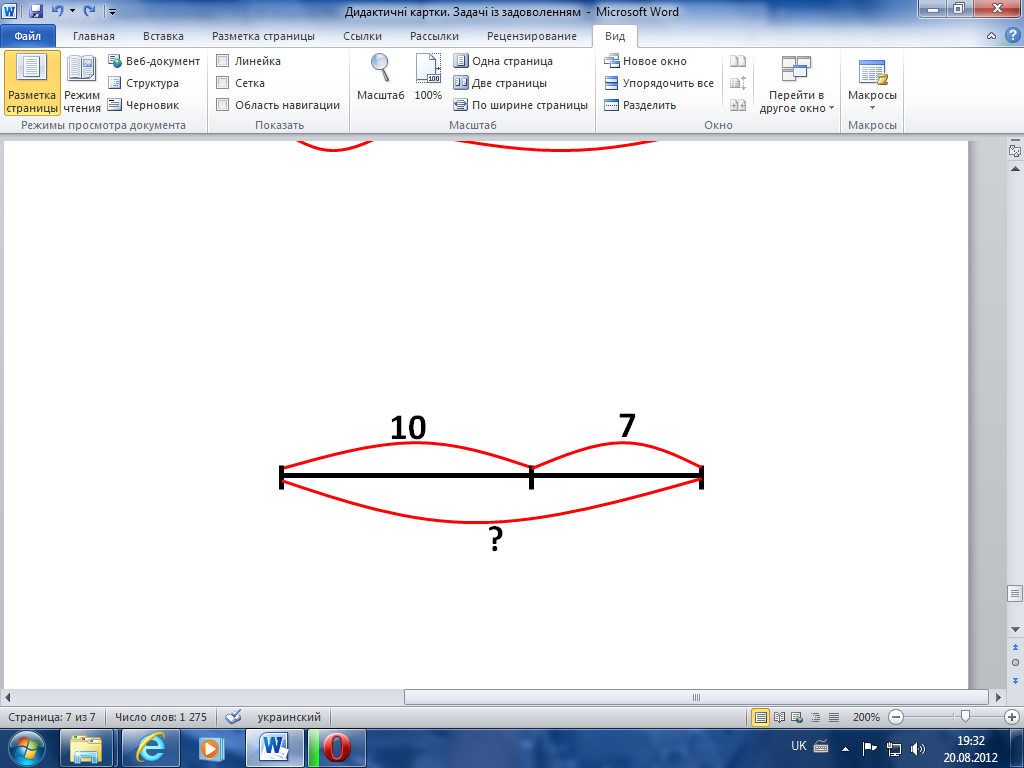 Дидактичні картки. Задачі із задоволенням - Microsoft Word
Файл Главная Вставка Разметка страницы Ссылки Рассылки Рецензирование Вид
Разметка страницы
Режим чтения
Веб-документ
Структура
Черновик
Режимы просмотра документа
Линейка
Сетка
Область навигации
Показать
Масштаб
100%
Одна страница
Две страницы
По ширине страницы
Масштаб
Новое окно
Упорядочить все
Разделить
Перейти в другое окно
Окно
Макросы
Макросы
10 7
?
Страница: 7 из 7 Число слов: 1 275 украинский 200%
UK 19:32
20.08.2012